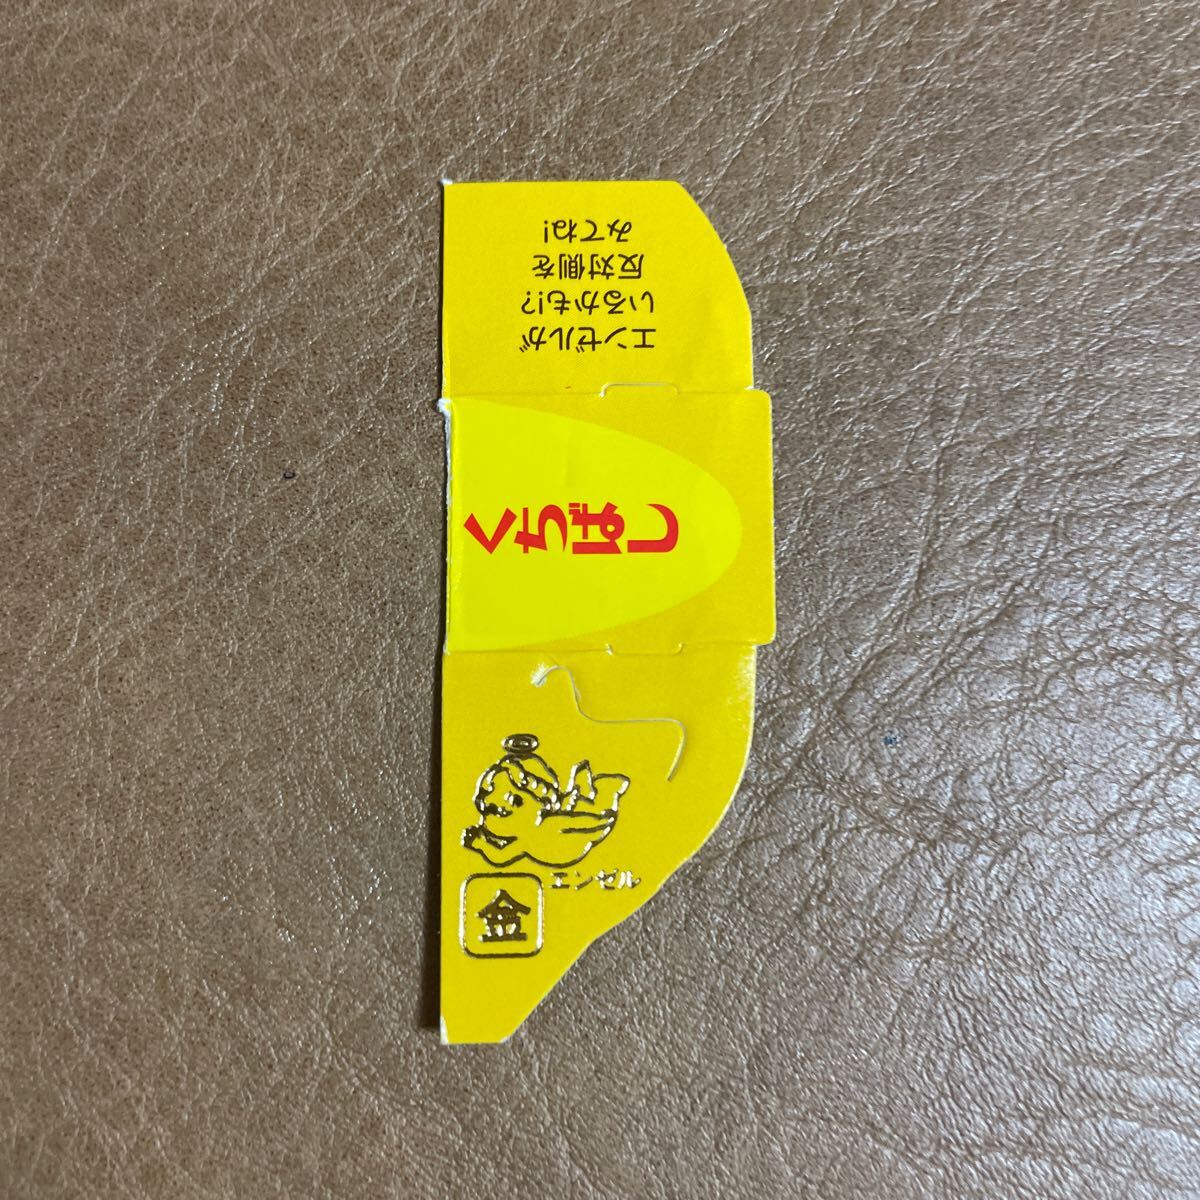 エンゼルが
いるかも!?
反対側を
みてね!
くちばし
エンゼル
金